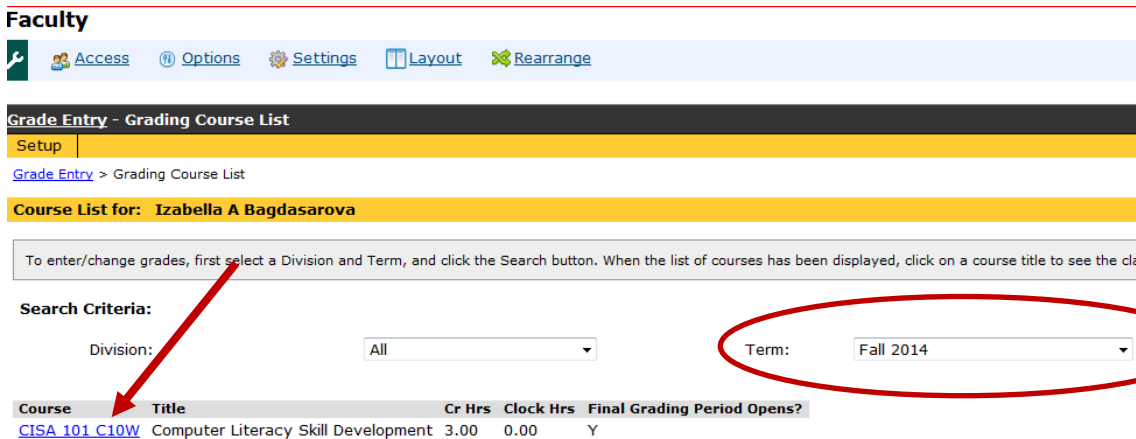 Faculty
Access Options Settings Layout Rearrange
Grade Entry - Grading Course List
Setup
Grade Entry > Grading Course List
Course List for: Izabella A Bagdasarova
To enter/change grades, first select a Division and Term, and click the Search button. When the list of courses has been displayed, click on a course title to see the cla
Search Criteria:
Division: All Term: Fall 2014
Course Title Cr Hrs Clock Hrs Final Grading Period Opens?
CISA 101 C10W Computer Literacy Skill Development 3.00 0.00 Y